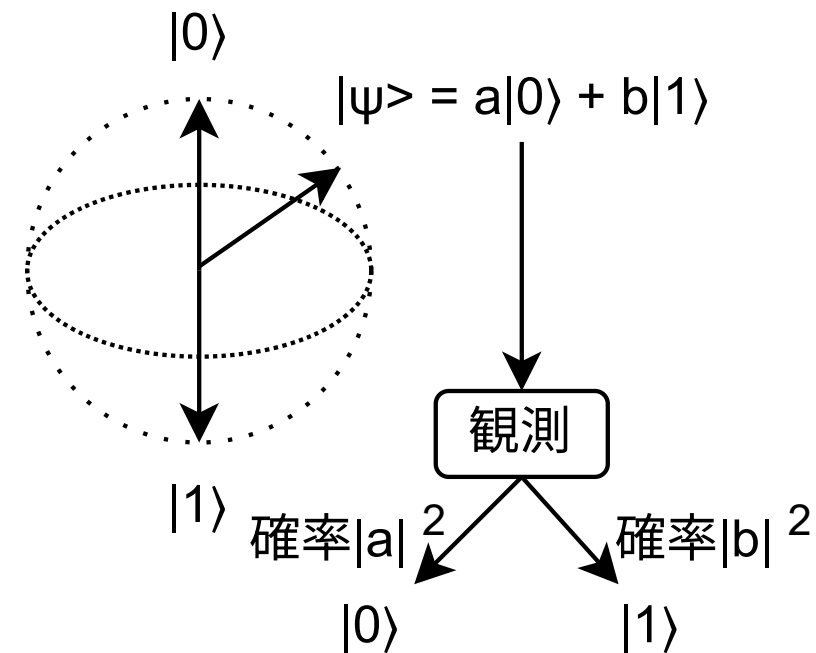 |0⟩
|ψ> = a|0⟩ + b|1⟩
観測
|1⟩
確率|a| ²
確率|b| ²
|0⟩
|1⟩